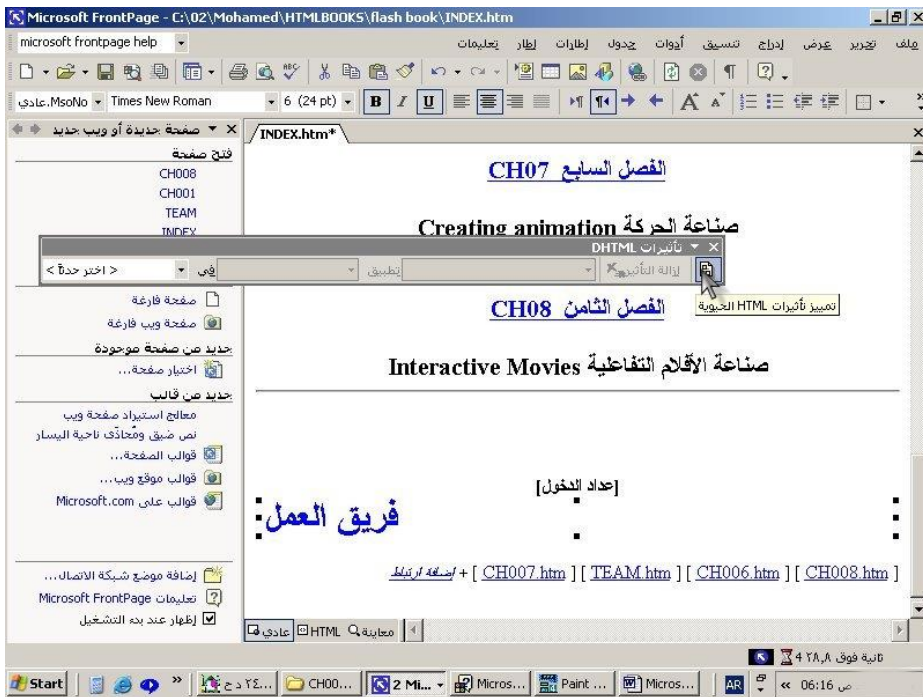 Microsoft FrontPage - C:\02\Mohamed\HTMLBOOKS\flash book\INDEX.htm
ملف تحرير عرض إدراج تنسيق أدوات جدول إطارات إطار تعليمات
microsoft frontpage help
عادي.MsoNo Times New Roman 6 (24 pt) B I U
صفحة جديدة أو ويب جديد
INDEX.htm*
فتح صفحة
CH008
CH001
TEAM
INDEX
الفصل السابع CH07
صناعة الحركة Creating animation
تأثيرات DHTML
في < اختر حدثًا > تطبيق إزالة التأثير
تمييز تأثيرات HTML الحيوية
صفحة فارغة
صفحة ويب فارغة
جديد من صفحة موجودة
اختيار صفحة...
جديد من قالب
معالج استيراد صفحة ويب
نص ضيق ومُحاذًى ناحية اليسار
قوالب الصفحة...
قوالب موقع ويب...
قوالب على Microsoft.com
إضافة موضع شبكة الاتصال...
تعليمات Microsoft FrontPage
إظهار عند بدء التشغيل
الفصل الثامن CH08
صناعة الأفلام التفاعلية Interactive Movies
[عداد الدخول]
فريق العمل
[ CH008.htm ] [ CH006.htm ] [ TEAM.htm ] [ CH007.htm ] + إضافة ارتباط
عادي HTML معاينة
4 ثانية فوق ٢٨,٨
Start CH00... 2 Mi... Micros... Paint ... Micros... AR 06:16 ص